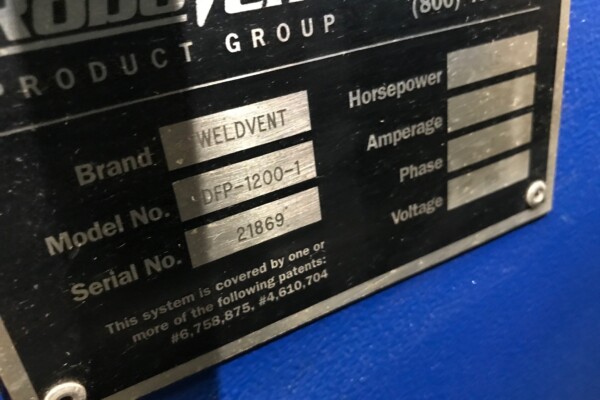 PRODUCT GROUP
(800)
Brand WELDVENT
Model No. DFP-1200-1
Serial No. 21869
Horsepower
Amperage
Phase
Voltage
This system is covered by one or
more of the following patents:
#6,758,875, #4,610,704